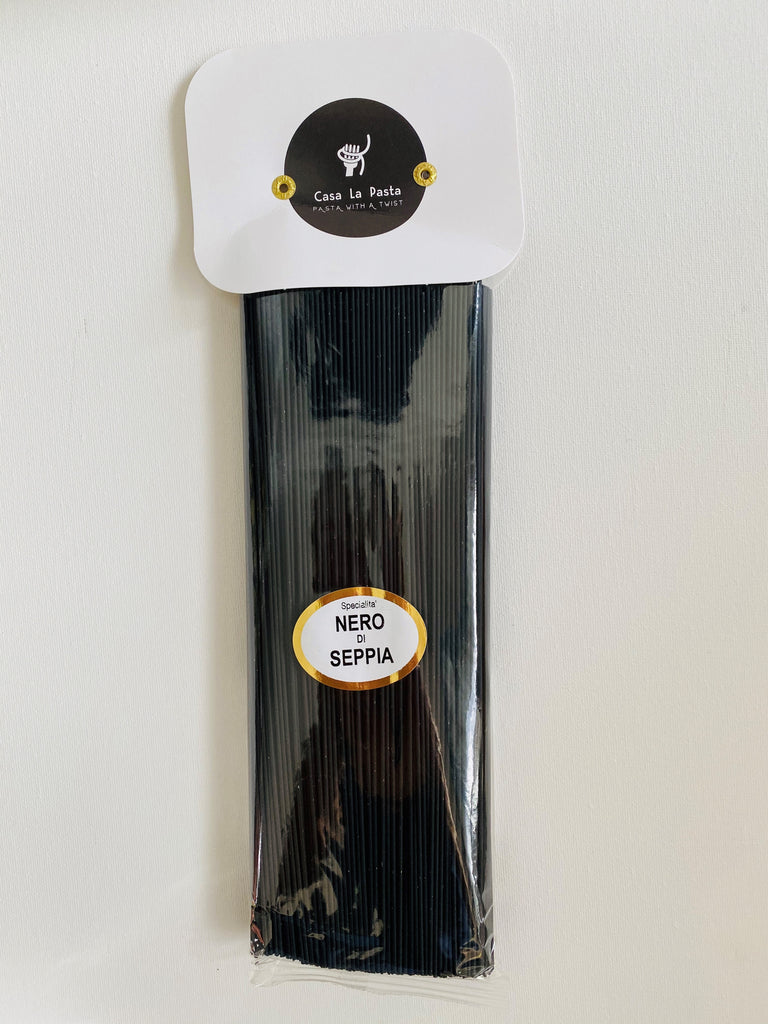 Casa La Pasta
PASTA WITH A TWIST
Specialita'
NERO
DI
SEPPIA